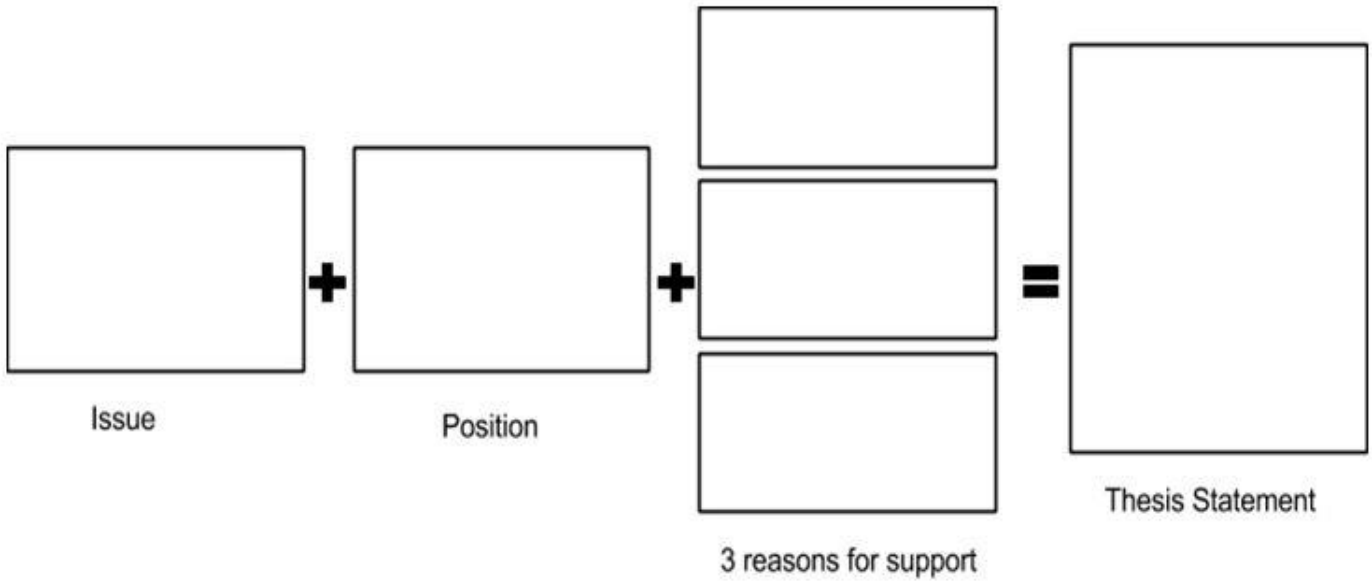 Issue
Position
3 reasons for support
Thesis Statement